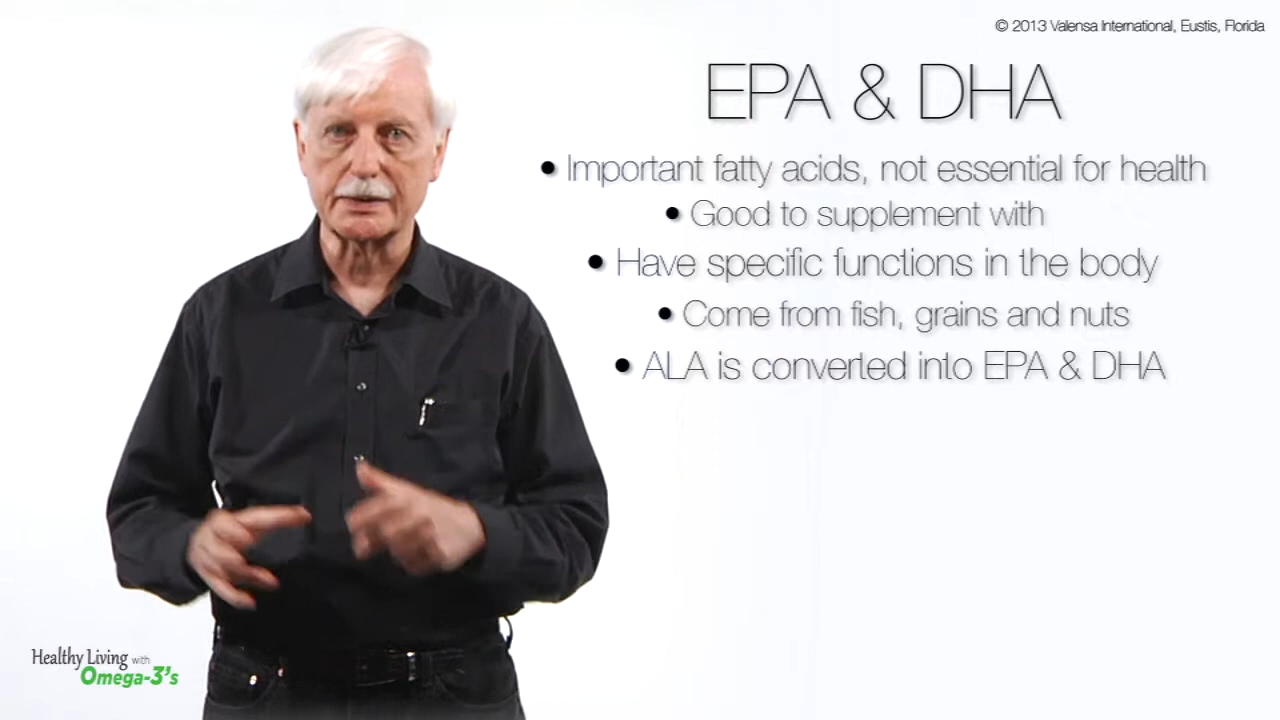 © 2013 Valensa International, Eustis, Florida
EPA & DHA
• Important fatty acids, not essential for health
• Good to supplement with
• Have specific functions in the body
• Come from fish, grains and nuts
• ALA is converted into EPA & DHA
Healthy Living with
Omega-3's